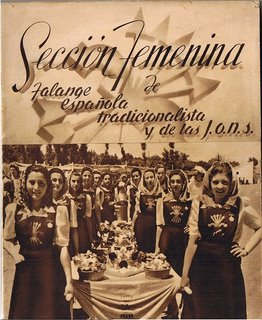 Sección Femenina
de
Falange
española
tradicionalista
y de las J.o.n.s.